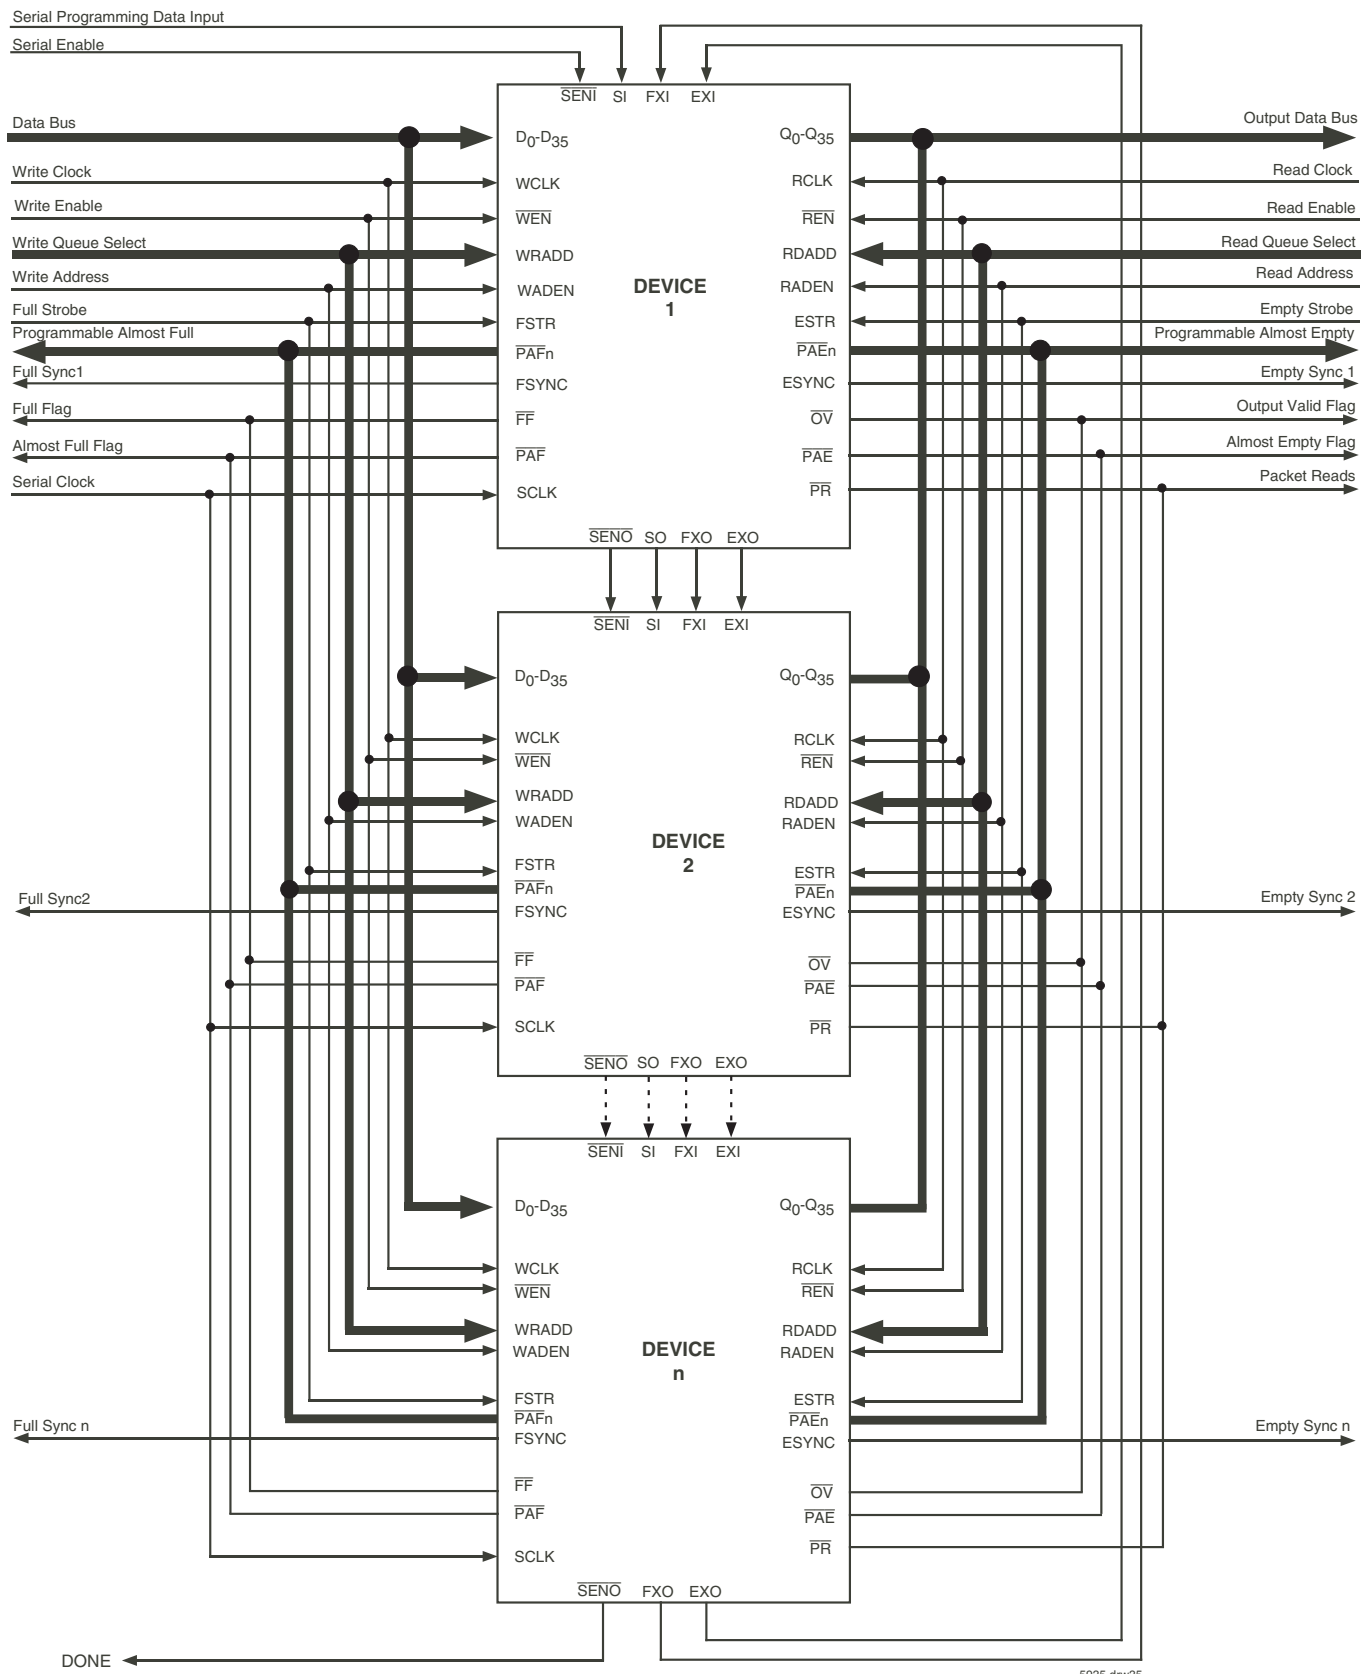 Serial Programming Data Input
Serial Enable
SENI SI FXI EXI
Data Bus D0-D35 Q0-Q35 Output Data Bus
Write Clock WCLK RCLK Read Clock
Write Enable WEN REN Read Enable
Write Queue Select WRADD RDADD Read Queue Select
Write Address WADEN RADEN Read Address
DEVICE
1
Full Strobe FSTR ESTR Empty Strobe
Programmable Almost Full PAFn PAEn Programmable Almost Empty
Full Sync1 FSYNC ESYNC Empty Sync 1
Full Flag FF OV Output Valid Flag
Almost Full Flag PAF PAE Almost Empty Flag
Serial Clock SCLK PR Packet Reads
SENO SO FXO EXO
SENI SI FXI EXI
D0-D35 Q0-Q35
WCLK RCLK
WEN REN
WRADD RDADD
WADEN RADEN
DEVICE
2
FSTR ESTR
PAFn PAEn
Full Sync2 FSYNC ESYNC Empty Sync 2
FF OV
PAF PAE
SCLK PR
SENO SO FXO EXO
SENI SI FXI EXI
D0-D35 Q0-Q35
WCLK RCLK
WEN REN
WRADD RDADD
WADEN RADEN
DEVICE
n
FSTR ESTR
PAFn PAEn
Full Sync n FSYNC ESYNC Empty Sync n
FF OV
PAF PAE
SCLK PR
SENO FXO EXO
DONE